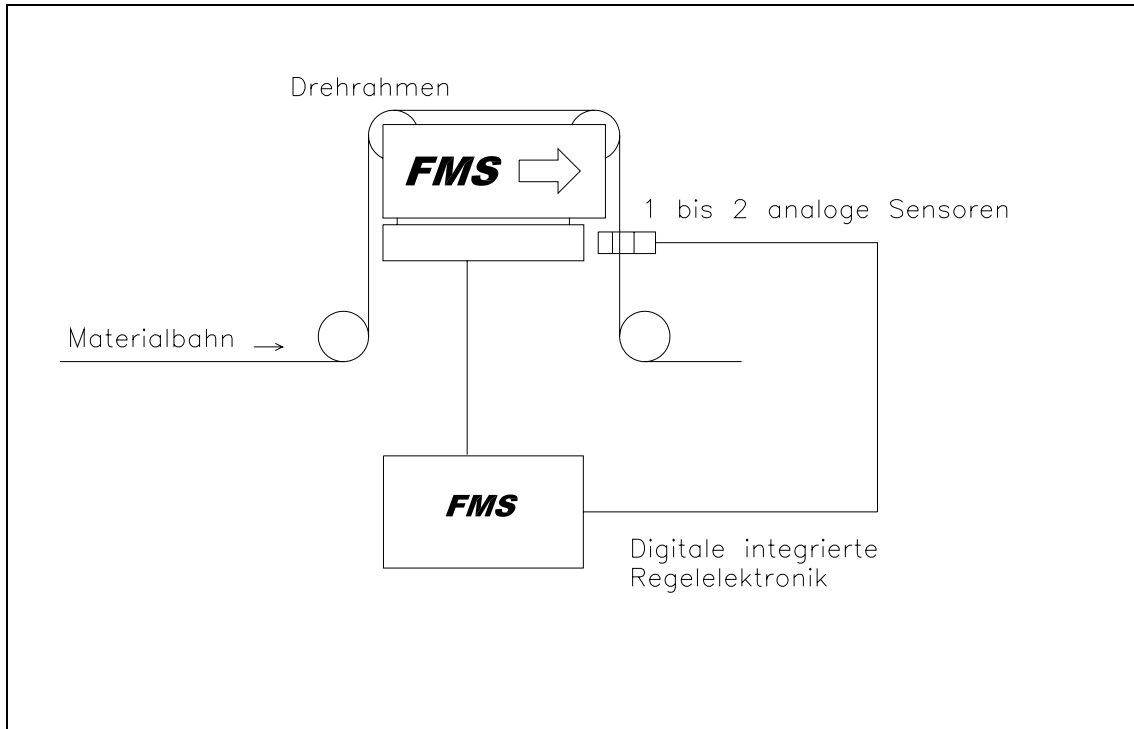 Drehrahmen
FMS
1 bis 2 analoge Sensoren
Materialbahn
FMS
Digitale integrierte
Regelelektronik